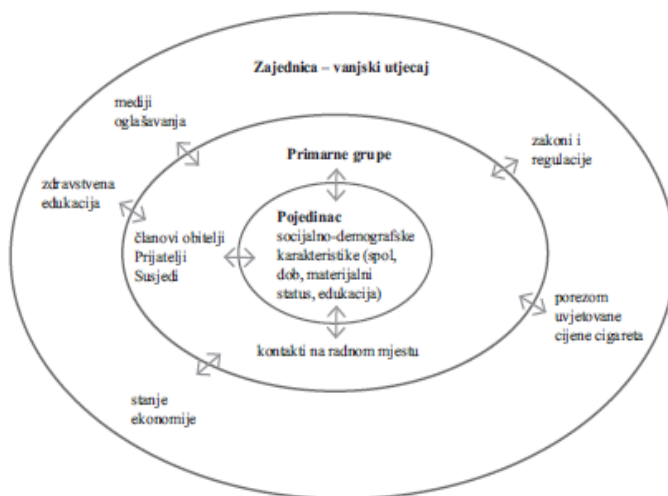 Zajednica – vanjski utjecaj
mediji
oglašavanja
zakoni i
regulacije
Primarne grupe
zdravstvena
edukacija
Pojedinac
socijalno-demografske
karakteristike (spol,
dob, materijalni
status, edukacija)
članovi obitelji
Prijatelji
Susjedi
porezom
uvjetovane
cijene cigareta
kontakti na radnom mjestu
stanje
ekonomije